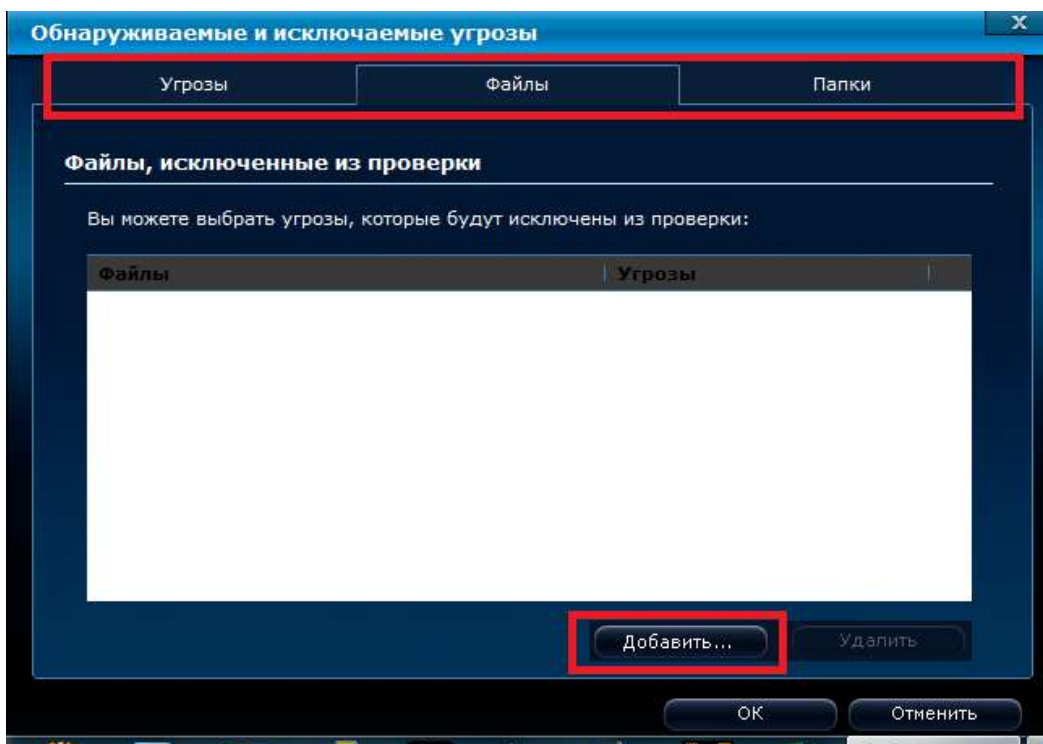 Обнаруживаемые и исключаемые угрозы
X
Угрозы Файлы Папки
Файлы, исключенные из проверки
Вы можете выбрать угрозы, которые будут исключены из проверки:
Файлы Угрозы
Добавить... Удалить
ОК Отменить